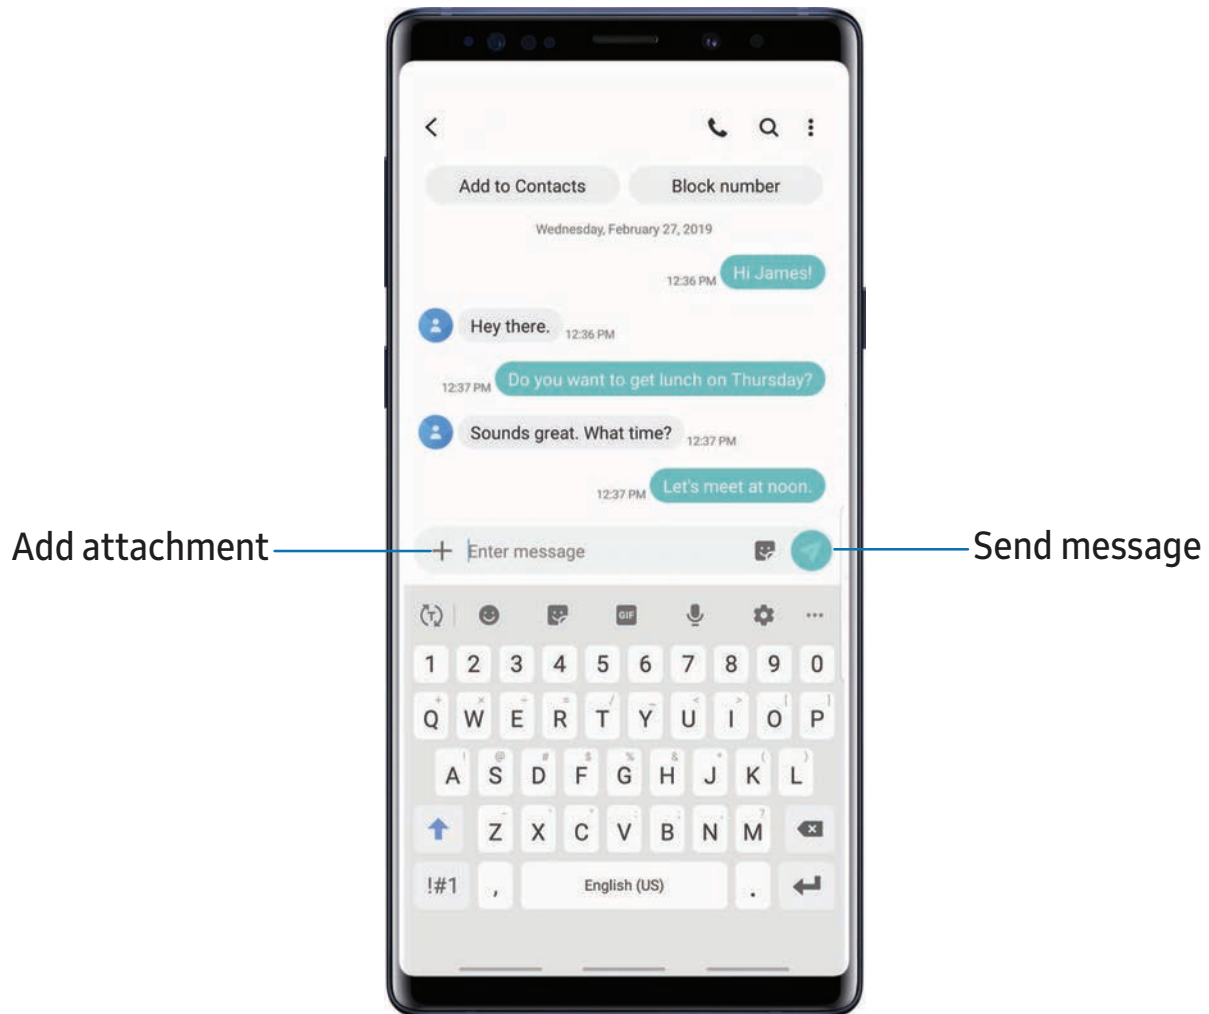 Add to Contacts Block number
Wednesday, February 27, 2019
12:36 PM Hi James!
Hey there. 12:36 PM
12:37 PM Do you want to get lunch on Thursday?
Sounds great. What time? 12:37 PM
12:37 PM Let's meet at noon.
Add attachment + Enter message Send message
T GIF
1 2 3 4 5 6 7 8 9 0
+ × ÷ = / _ < > [ ]
Q W E R T Y U I O P
! @ # $ % & * ( )
A S D F G H J K L
- ' " : ; , ?
Z X C V B N M
!#1 , English (US) .